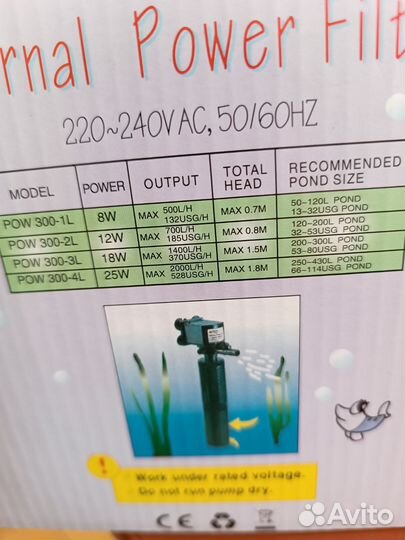 rnal Power Filt
220~240V AC, 50/60HZ
MODEL POWER OUTPUT TOTAL HEAD RECOMMENDED POND SIZE
POW 300-1L 8W MAX 500L/H 132USG/H MAX 0.7M 50-120L POND 13-32USG POND
POW 300-2L 12W MAX 700L/H 185USG/H MAX 0.8M 120-200L POND 32-53USG POND
POW 300-3L 18W MAX 1400L/H 370USG/H MAX 1.5M 200-300L POND 53-80USG POND
POW 300-4L 25W MAX 2000L/H 528USG/H MAX 1.8M 250-430L POND 66-114USG POND
!
· Work under rated voltage.
· Do not run pump dry.
CE
Avito